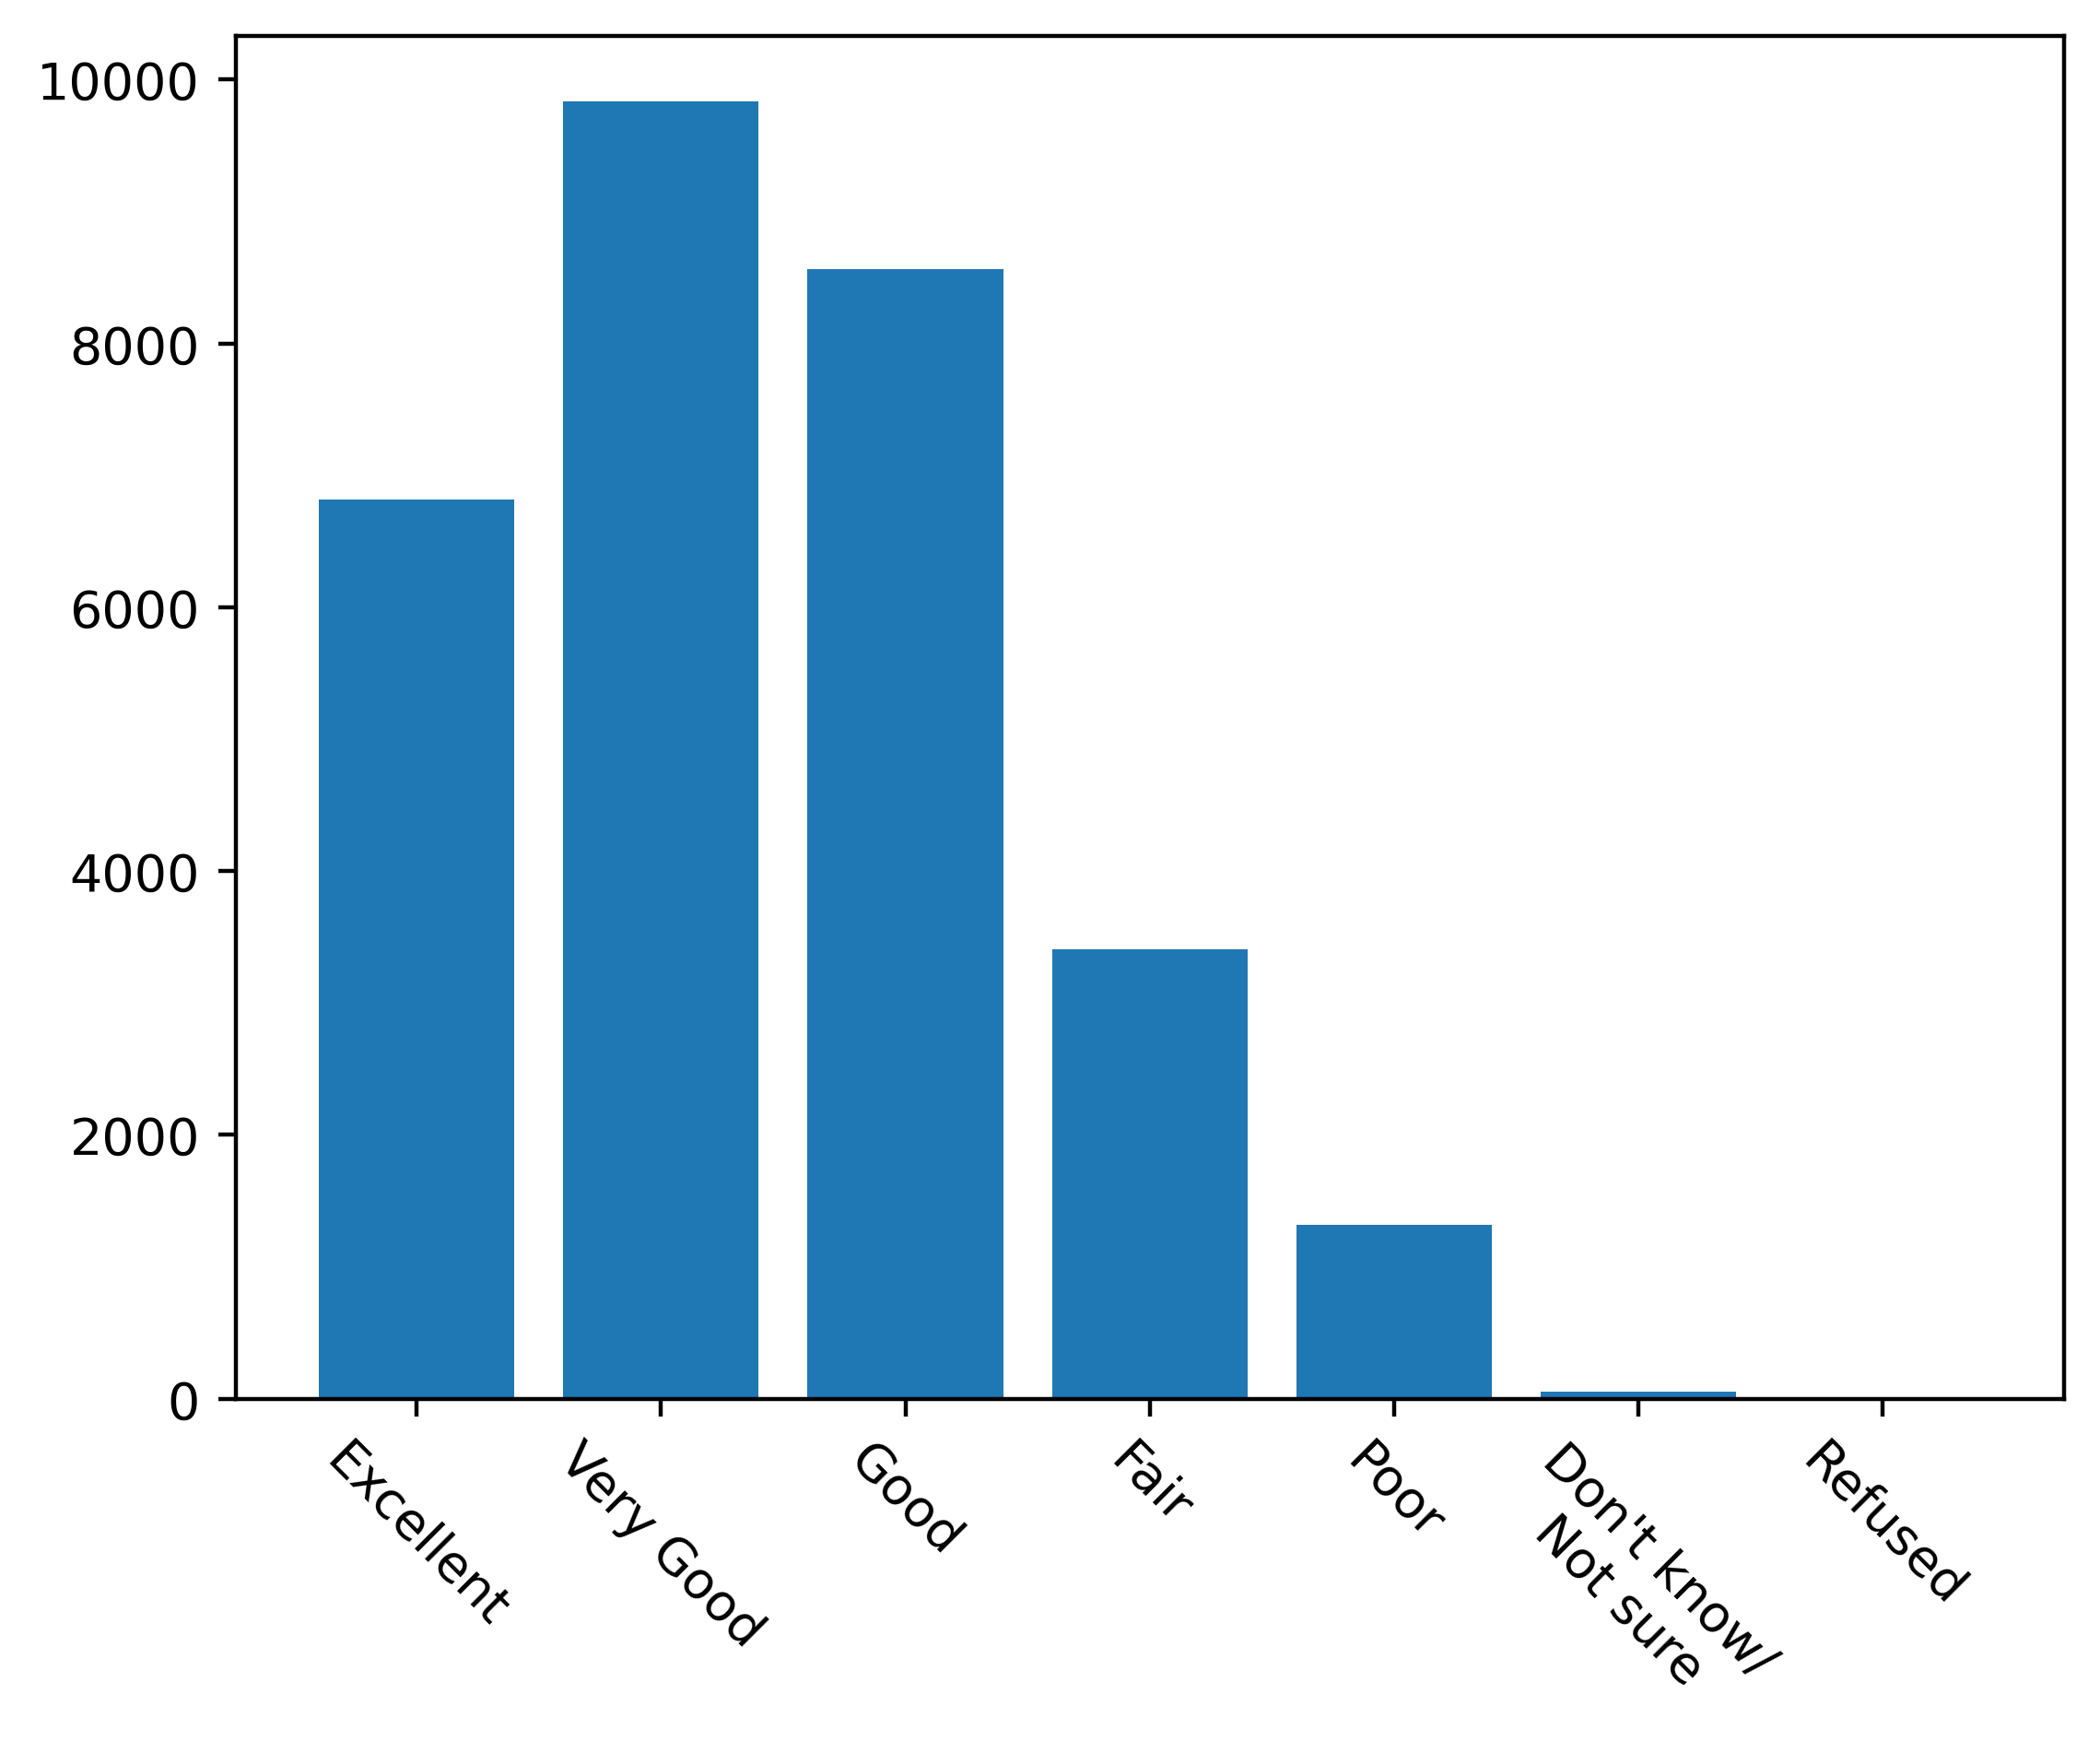 10000
8000
6000
4000
2000
0
Excellent
Very Good
Good
Fair
Poor
Don't know/
Not sure
Refused